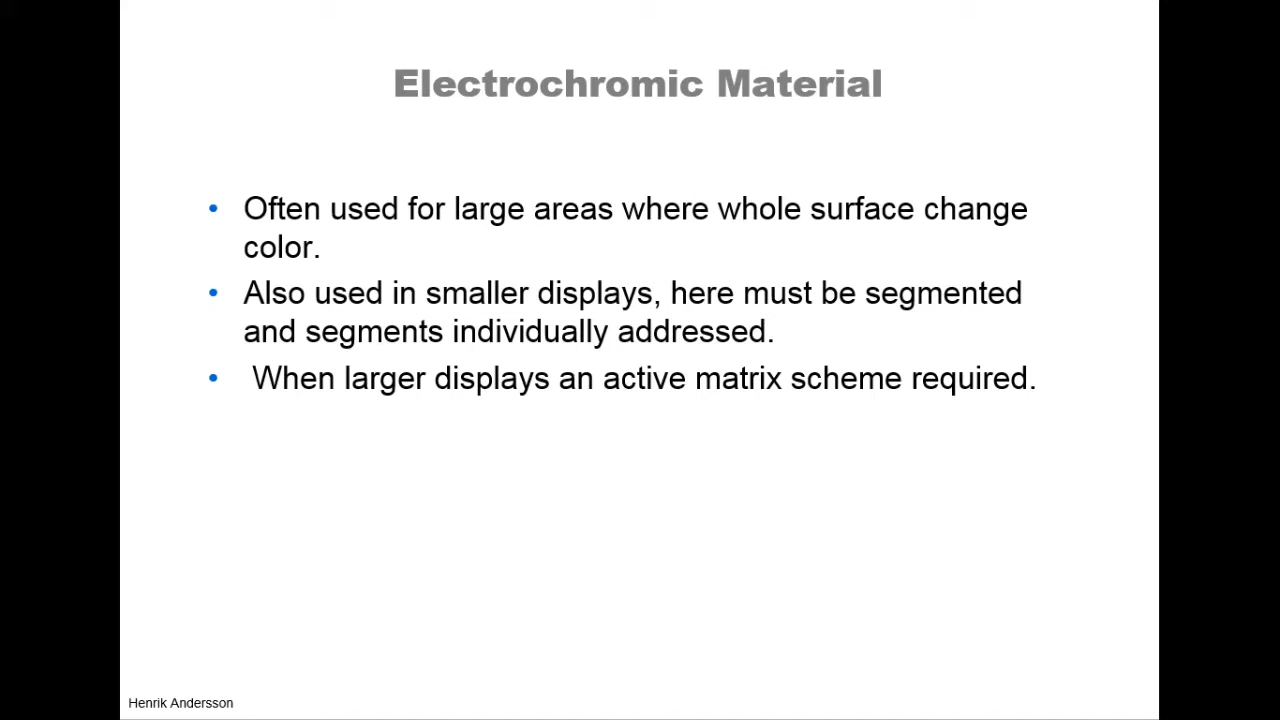 Electrochromic Material
• Often used for large areas where whole surface change
color.
• Also used in smaller displays, here must be segmented
and segments individually addressed.
• When larger displays an active matrix scheme required.
Henrik Andersson